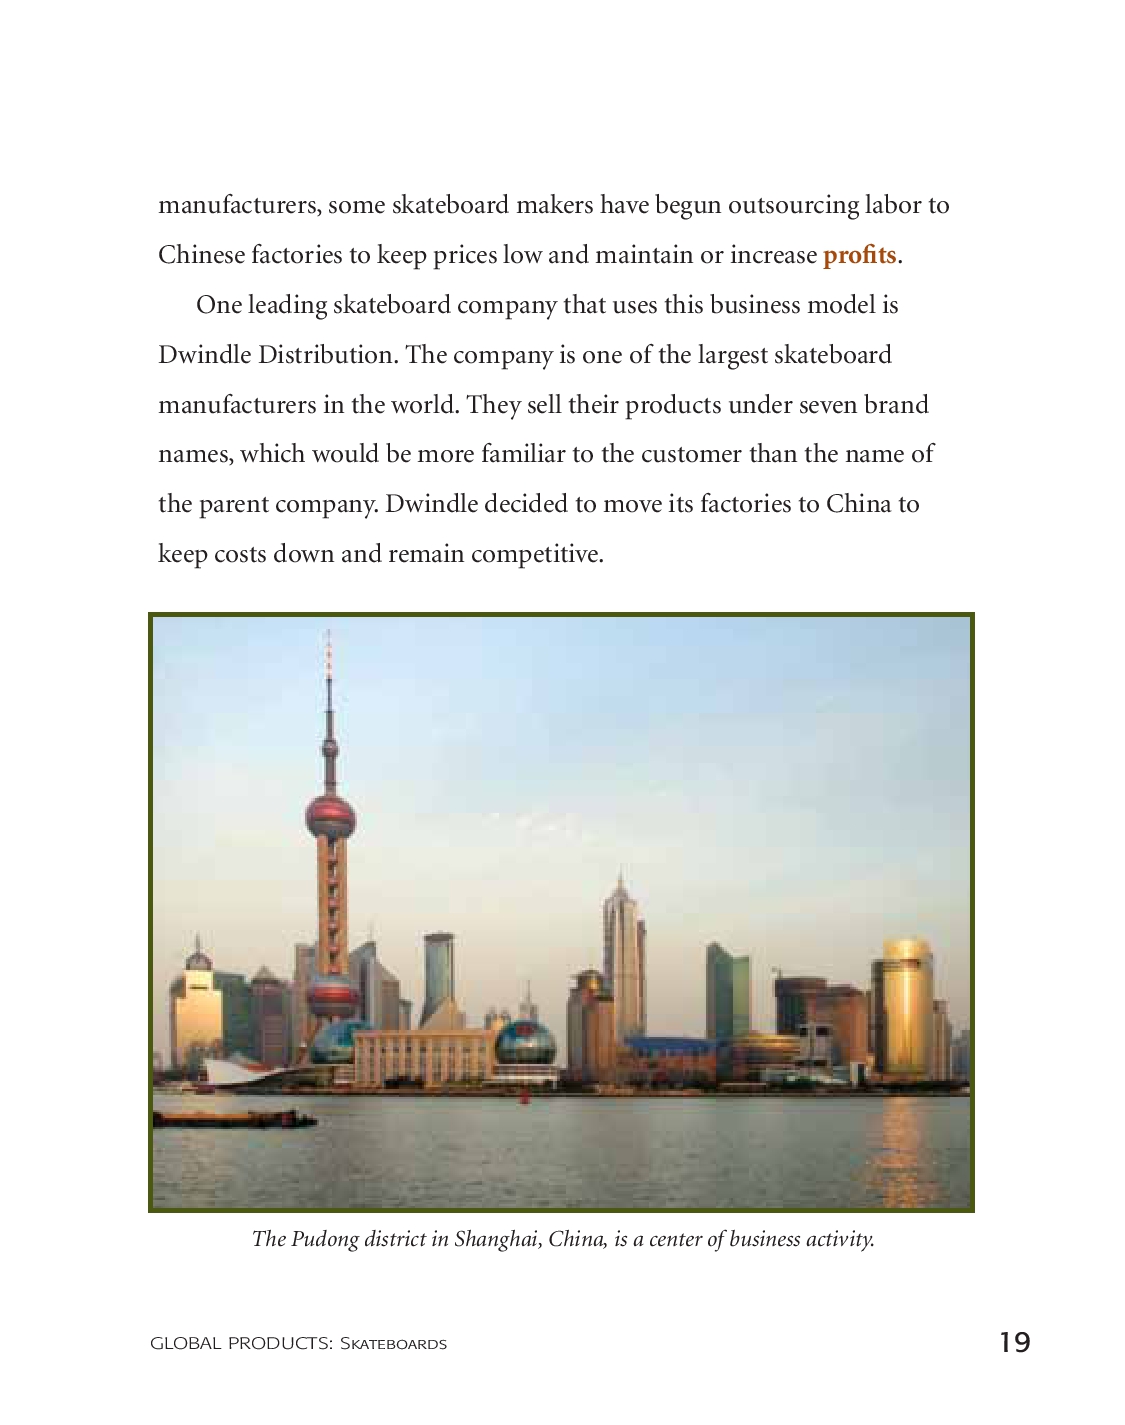 manufacturers, some skateboard makers have begun outsourcing labor to
Chinese factories to keep prices low and maintain or increase profits.
One leading skateboard company that uses this business model is
Dwindle Distribution. The company is one of the largest skateboard
manufacturers in the world. They sell their products under seven brand
names, which would be more familiar to the customer than the name of
the parent company. Dwindle decided to move its factories to China to
keep costs down and remain competitive.
The Pudong district in Shanghai, China, is a center of business activity.
GLOBAL PRODUCTS: Skateboards
19